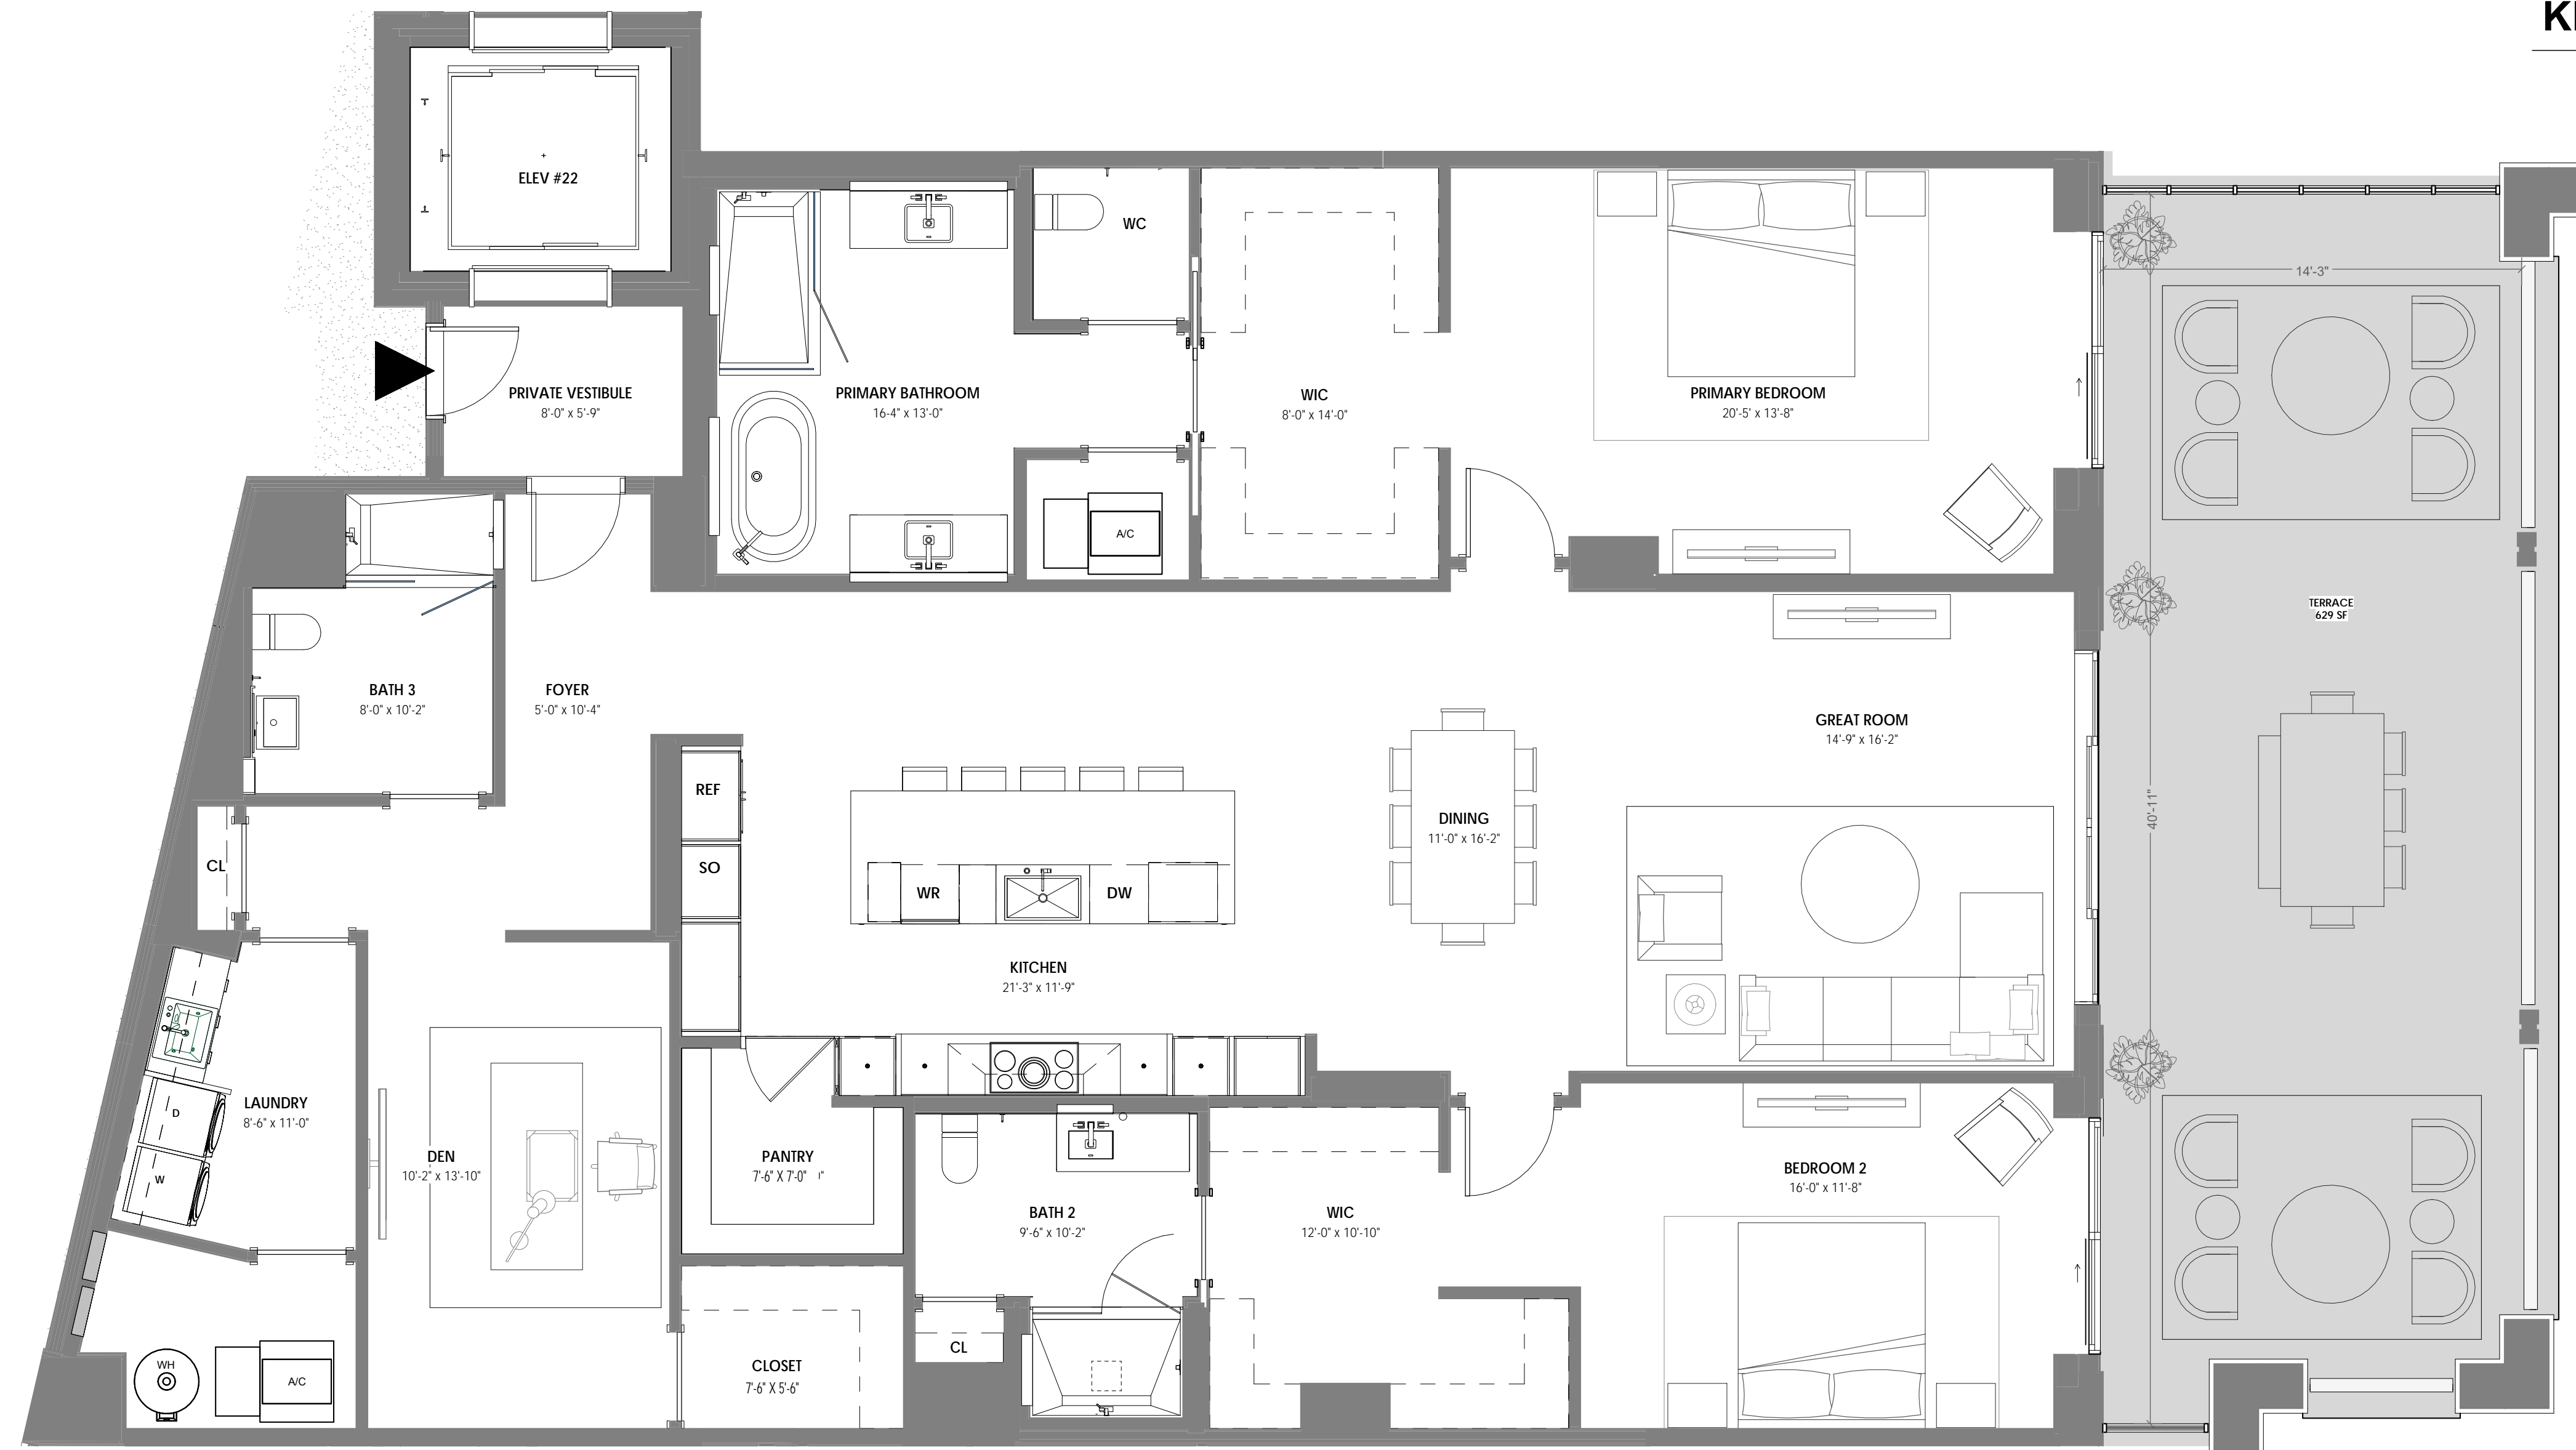 ELEV #22
WC
PRIVATE VESTIBULE
8'-0" x 5'-9"
PRIMARY BATHROOM
16-4" x 13'-0"
WIC
8'-0" x 14'-0"
PRIMARY BEDROOM
20'-5' x 13'-8"
14'-3"
A/C
TERRACE
629 SF
BATH 3
8'-0" x 10'-2"
FOYER
5'-0" x 10'-4"
GREAT ROOM
14'-9" x 16'-2"
REF
SO
CL
WR
DW
DINING
11'-0" x 16'-2"
40'-11"
KITCHEN
21'-3" x 11'-9"
D
W
LAUNDRY
8'-6" x 11'-0"
DEN
10'-2" x 13'-10"
PANTRY
7'-6" X 7'-0"
BATH 2
9'-6" x 10'-2"
WIC
12'-0" x 10'-10"
BEDROOM 2
16'-0" x 11'-8"
WH
A/C
CLOSET
7'-6" X 5'-6"
CL